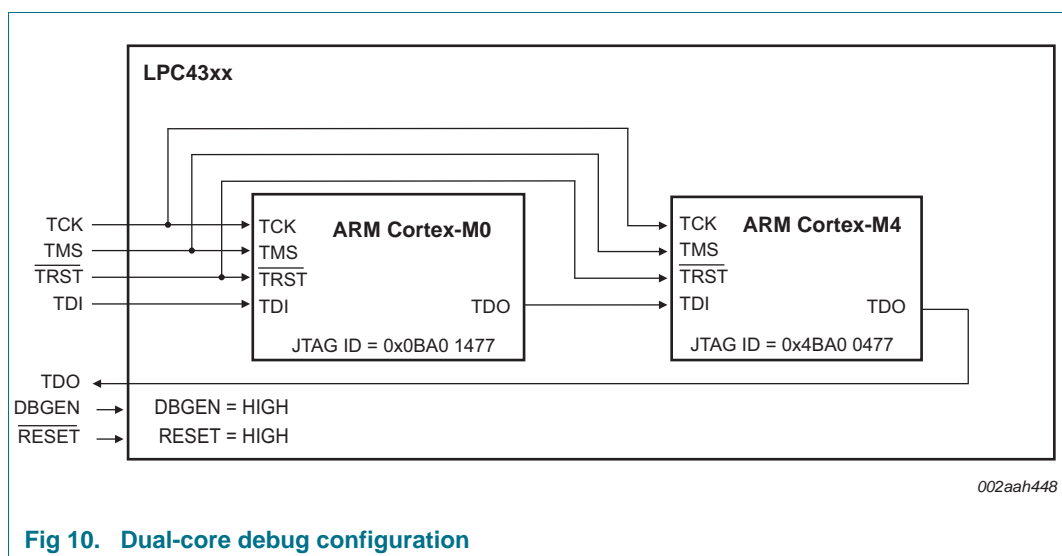 LPC43xx
TCK
TMS
TRST
TDI
TDO
DBGEN
RESET
TCK
TMS
TRST
TDI
ARM Cortex-M0
TDO
JTAG ID = 0x0BA0 1477
TCK
TMS
TRST
TDI
ARM Cortex-M4
TDO
JTAG ID = 0x4BA0 0477
DBGEN = HIGH
RESET = HIGH
002aah448
Fig 10. Dual-core debug configuration